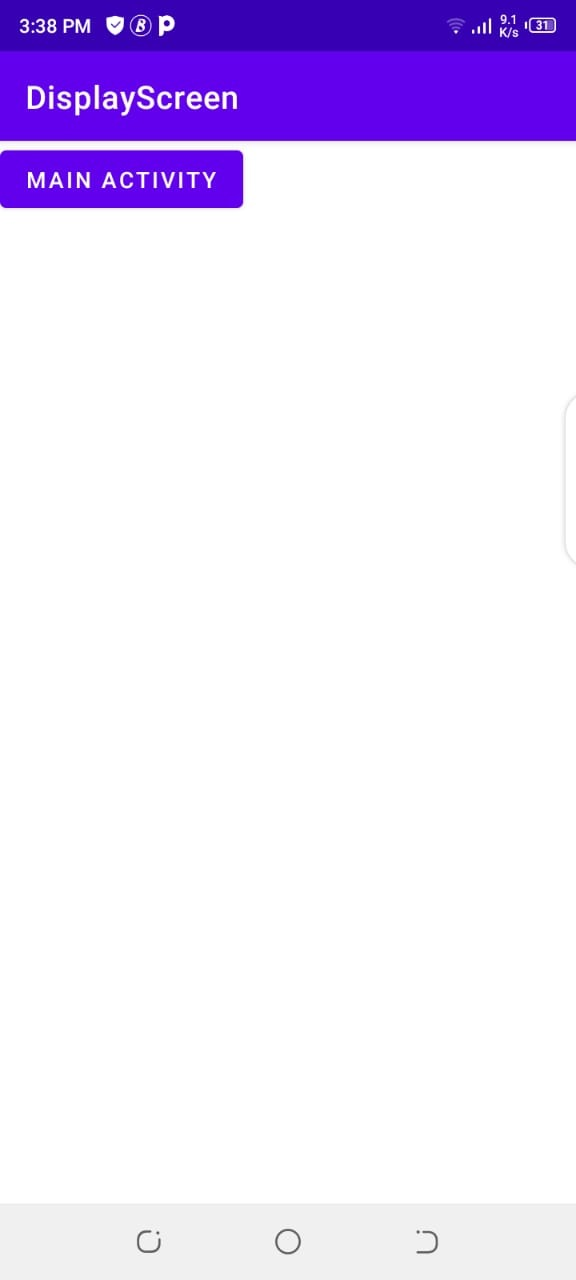 3:38 PM
9.1
K/s
31
DisplayScreen
MAIN ACTIVITY